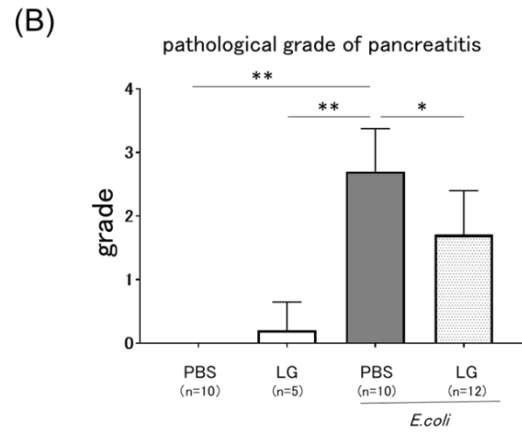 (B)
pathological grade of pancreatitis
**
** *
4
3
2
1
0
grade
PBS LG PBS LG
(n=10) (n=5) (n=10) (n=12)
E.coli